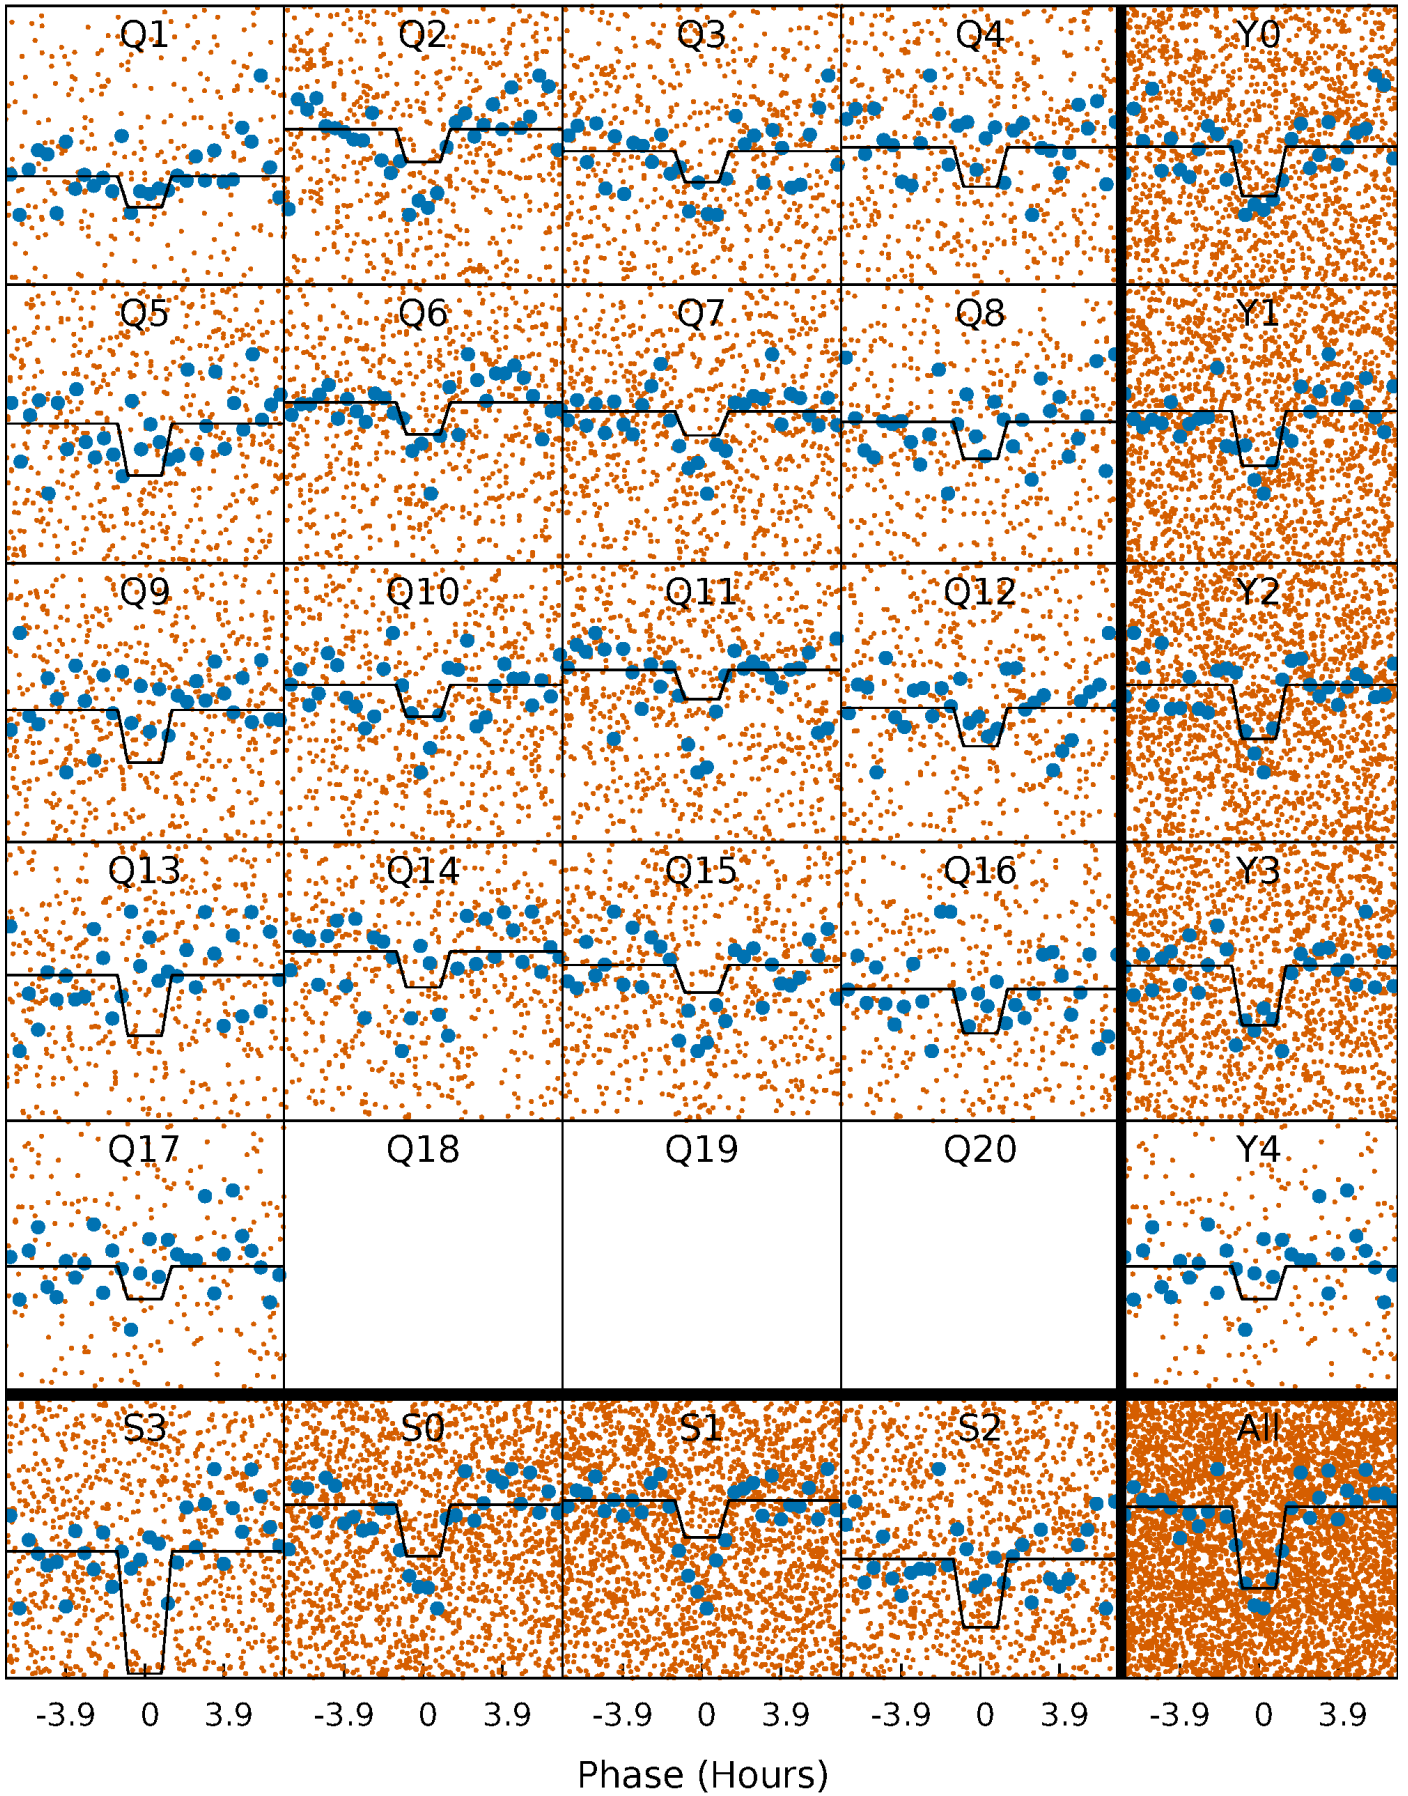 Q1 Q2 Q3 Q4 Y0
Q5 Q6 Q7 Q8 Y1
Q9 Q10 Q11 Q12 Y2
Q13 Q14 Q15 Q16 Y3
Q17 Q18 Q19 Q20 Y4
S3 S0 S1 S2 All
-3.9 0 3.9 -3.9 0 3.9 -3.9 0 3.9 -3.9 0 3.9 -3.9 0 3.9
Phase (Hours)